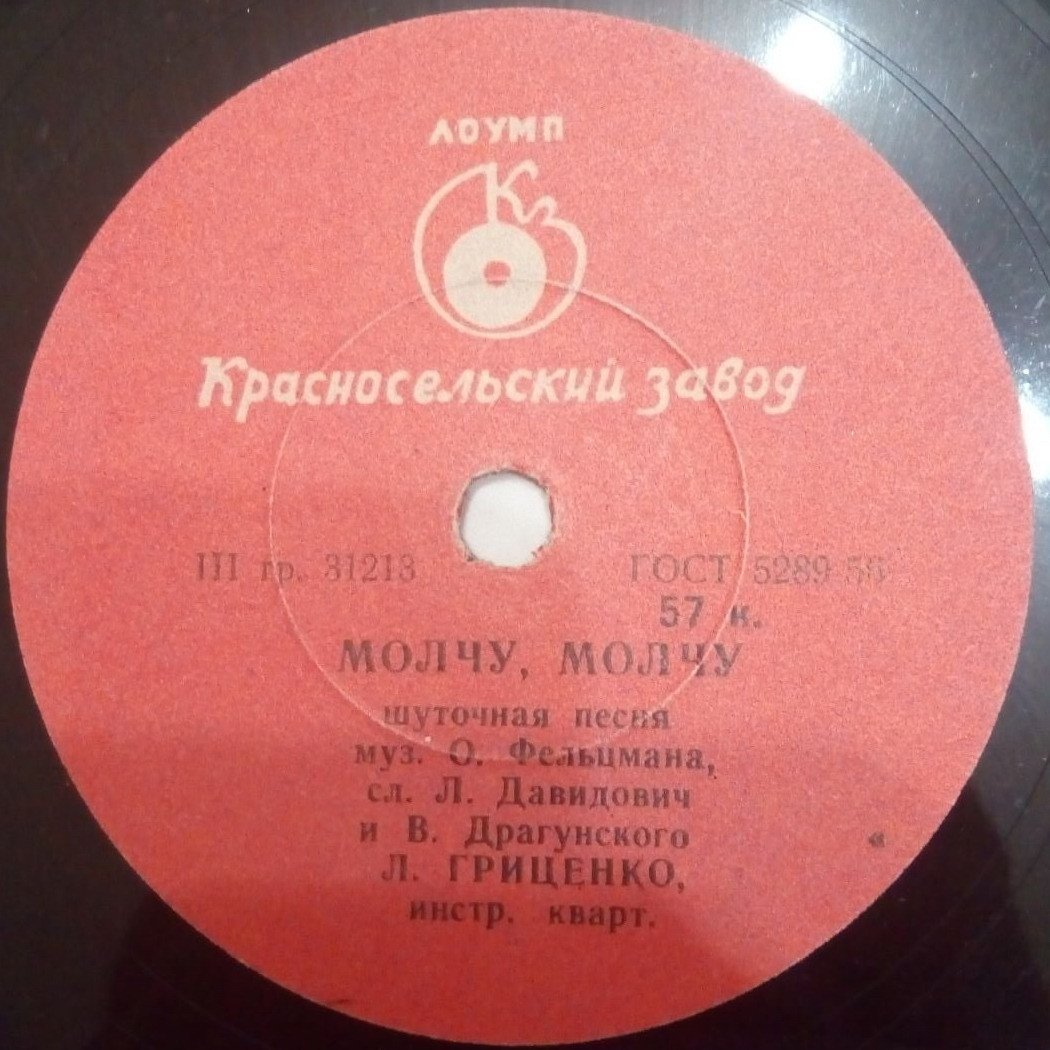 ЛОУМП
Кз
Красносельский завод
III гр. 31213 ГОСТ 5289
57 к.
МОЛЧУ, МОЛЧУ
шуточная песня
муз. О. Фельцмана,
сл. Л. Давидович
и В. Драгунского
Л. ГРИЦЕНКО,
инстр. кварт.